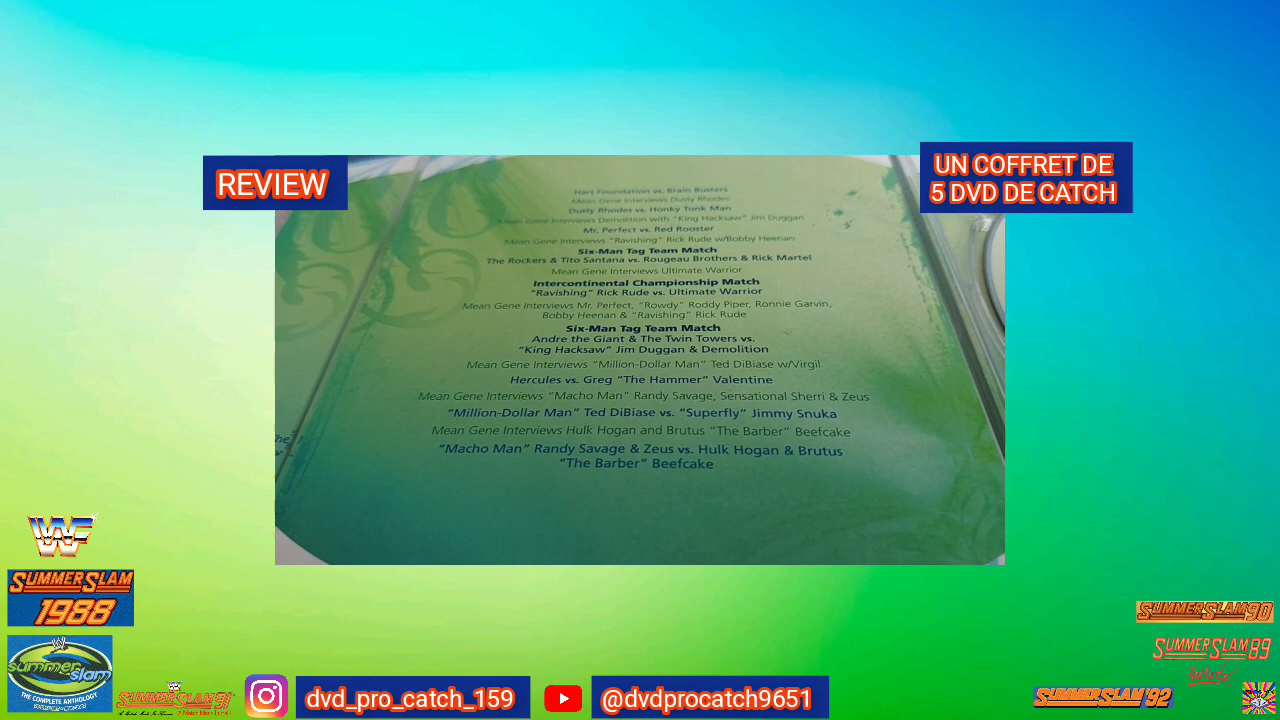 REVIEW
UN COFFRET DE
5 DVD DE CATCH
Hart Foundation vs. Brain Busters
Mean Gene Interviews Dusty Rhodes
Dusty Rhodes vs. Honky Tonk Man
Mean Gene Interviews Demolition with "King Hacksaw" Jim Duggan
Mr. Perfect vs. Red Rooster
Mean Gene Interviews "Ravishing" Rick Rude w/Bobby Heenan
Six-Man Tag Team Match
The Rockers & Tito Santana vs. Rougeau Brothers & Rick Martel
Mean Gene Interviews Ultimate Warrior
Intercontinental Championship Match
"Ravishing" Rick Rude vs. Ultimate Warrior
Mean Gene Interviews Mr. Perfect, "Rowdy" Roddy Piper, Ronnie Garvin,
Bobby Heenan & "Ravishing" Rick Rude
Six-Man Tag Team Match
Andre the Giant & The Twin Towers vs.
"King Hacksaw" Jim Duggan & Demolition
Mean Gene Interviews "Million-Dollar Man" Ted DiBiase w/Virgil
Hercules vs. Greg "The Hammer" Valentine
Mean Gene Interviews "Macho Man" Randy Savage, Sensational Sherri & Zeus
"Million-Dollar Man" Ted DiBiase vs. "Superfly" Jimmy Snuka
Mean Gene Interviews Hulk Hogan and Brutus "The Barber" Beefcake
"Macho Man" Randy Savage & Zeus vs. Hulk Hogan & Brutus
"The Barber" Beefcake
WF
SUMMERSLAM
1988
summerslam
THE COMPLETE ANTHOLOGY
SUMMERSLAM 91
dvd_pro_catch_159
@dvdprocatch9651
SUMMERSLAM 90
SUMMERSLAM 89
SUMMERSLAM '92